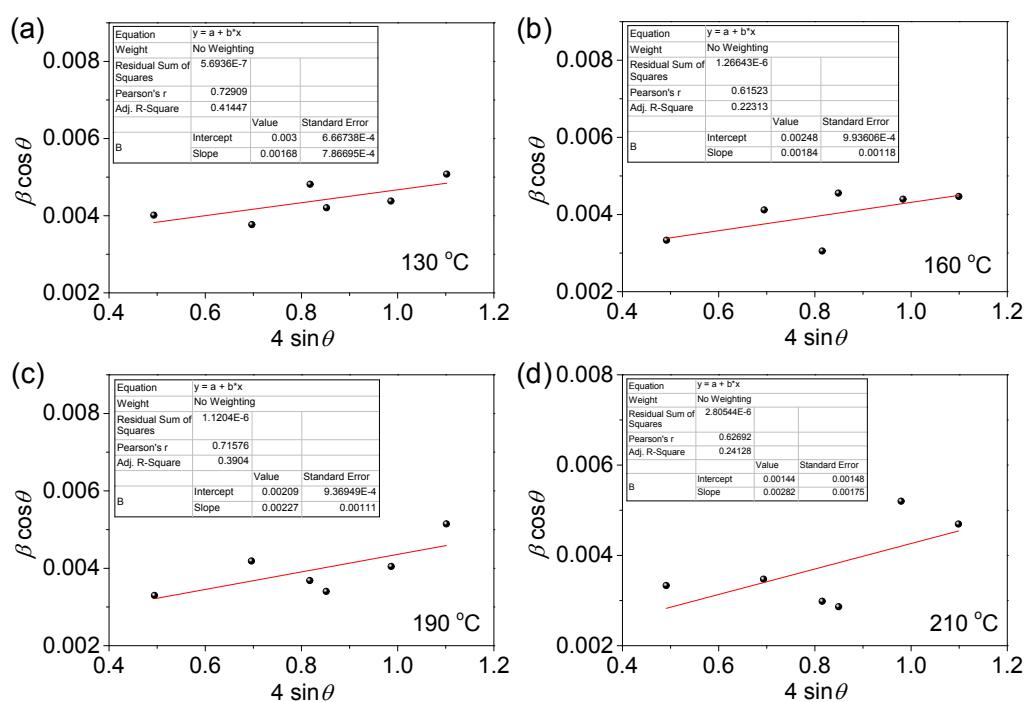 (a)
Equation y = a + b*x
Weight No Weighting
Residual Sum of Squares 5.6936E-7
Pearson's r 0.72909
Adj. R-Square 0.41447
Value Standard Error
B Intercept 0.003 6.66738E-4
Slope 0.00168 7.86695E-4
0.008
0.006
0.004
0.002
β cosθ
130 °C
0.4 0.6 0.8 1.0 1.2
4 sinθ
(b)
Equation y = a + b*x
Weight No Weighting
Residual Sum of Squares 1.26643E-6
Pearson's r 0.61523
Adj. R-Square 0.22313
Value Standard Error
B Intercept 0.00248 9.93606E-4
Slope 0.00184 0.00118
0.008
0.006
0.004
0.002
β cosθ
160 °C
0.4 0.6 0.8 1.0 1.2
4 sinθ
(c)
Equation y = a + b*x
Weight No Weighting
Residual Sum of Squares 1.1204E-6
Pearson's r 0.71576
Adj. R-Square 0.3904
Value Standard Error
B Intercept 0.00209 9.36949E-4
Slope 0.00227 0.00111
0.008
0.006
0.004
0.002
β cosθ
190 °C
0.4 0.6 0.8 1.0 1.2
4 sinθ
(d)
Equation y = a + b*x
Weight No Weighting
Residual Sum of Squares 2.80544E-6
Pearson's r 0.62692
Adj. R-Square 0.24128
Value Standard Error
B Intercept 0.00144 0.00148
Slope 0.00282 0.00175
0.008
0.006
0.004
0.002
β cosθ
210 °C
0.4 0.6 0.8 1.0 1.2
4 sinθ